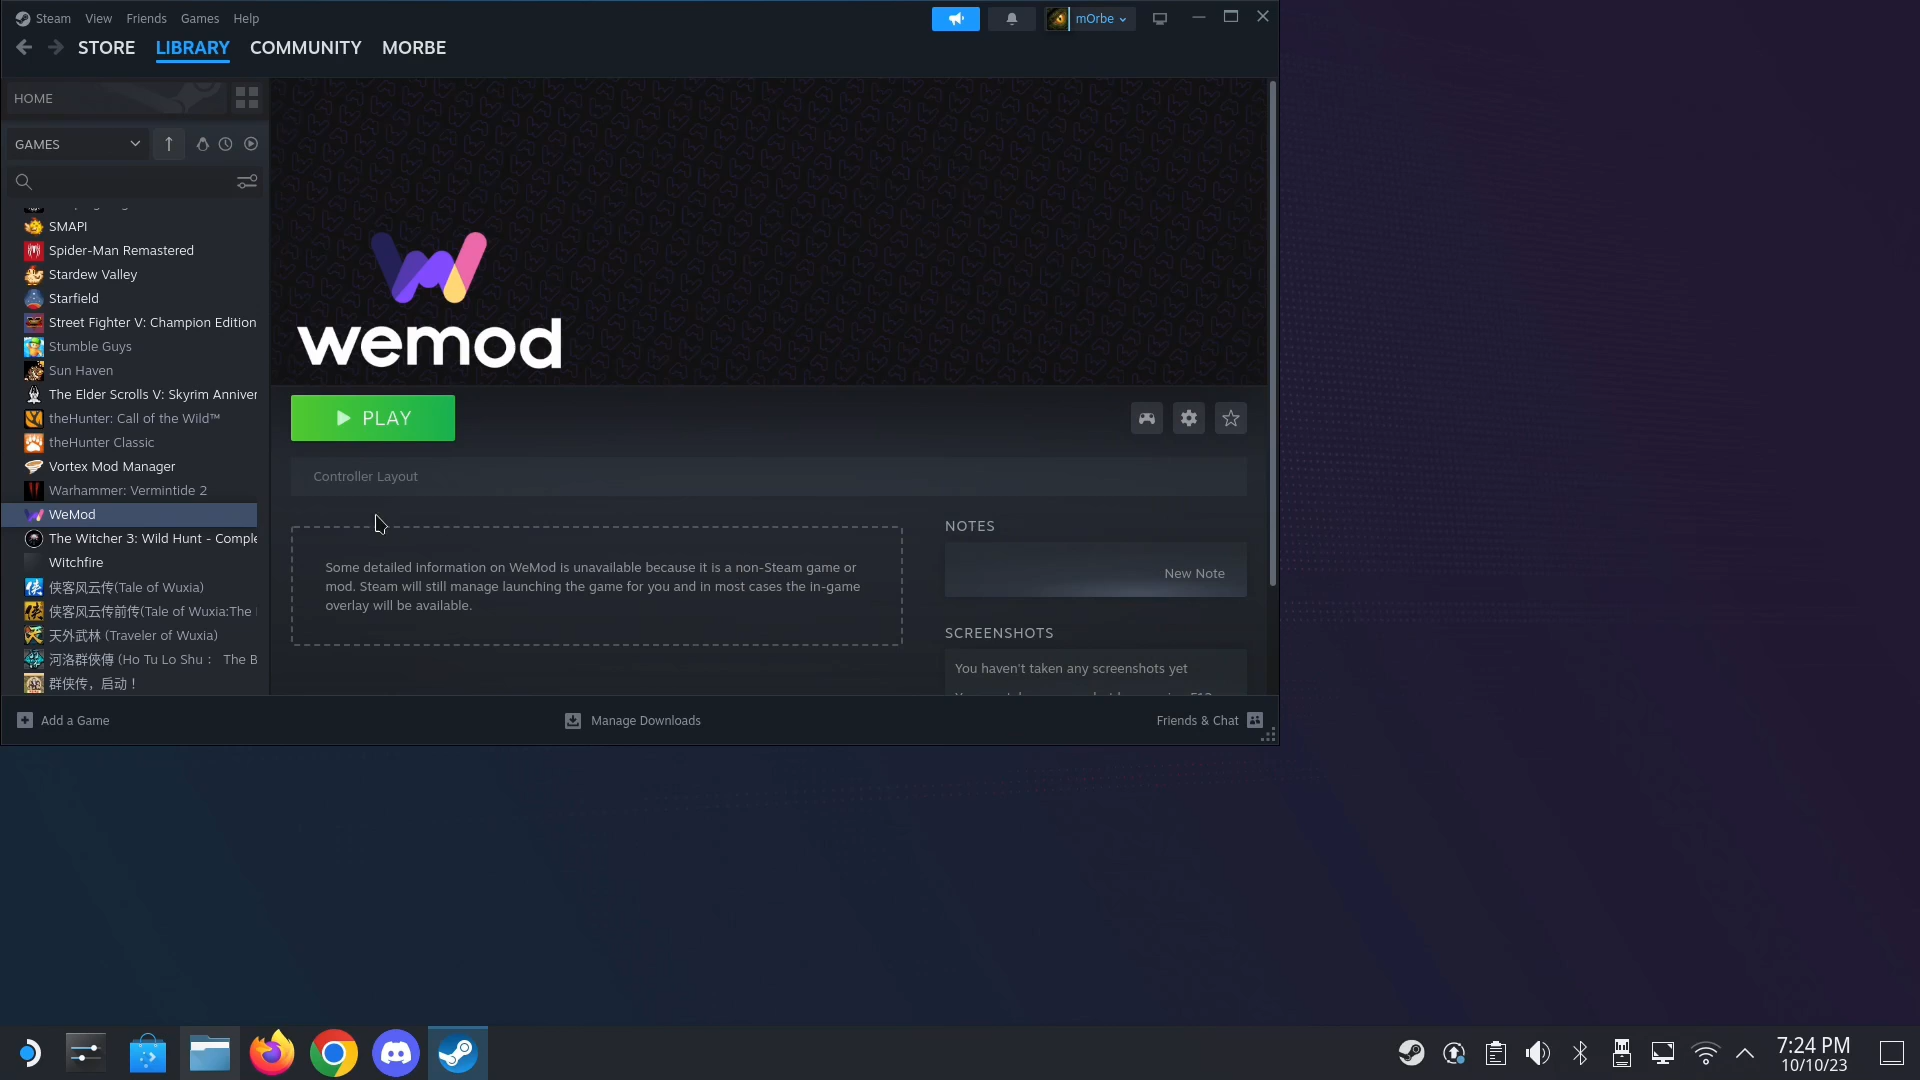 Steam View Friends Games Help
mOrbe
STORE LIBRARY COMMUNITY MORBE
HOME
GAMES
SMAPI
Spider-Man Remastered
Stardew Valley
Starfield
Street Fighter V: Champion Edition
Stumble Guys
Sun Haven
The Elder Scrolls V: Skyrim Anniver
theHunter: Call of the Wild™
theHunter Classic
Vortex Mod Manager
Warhammer: Vermintide 2
WeMod
The Witcher 3: Wild Hunt - Comple
Witchfire
侠客风云传(Tale of Wuxia)
侠客风云传前传(Tale of Wuxia:The
天外武林 (Traveler of Wuxia)
河洛群俠傳 (Ho Tu Lo Shu： The B
群侠传，启动！
wemod
PLAY
Controller Layout
Some detailed information on WeMod is unavailable because it is a non-Steam game or
mod. Steam will still manage launching the game for you and in most cases the in-game
overlay will be available.
NOTES
New Note
SCREENSHOTS
You haven't taken any screenshots yet
Add a Game
Manage Downloads
Friends & Chat
7:24 PM
10/10/23